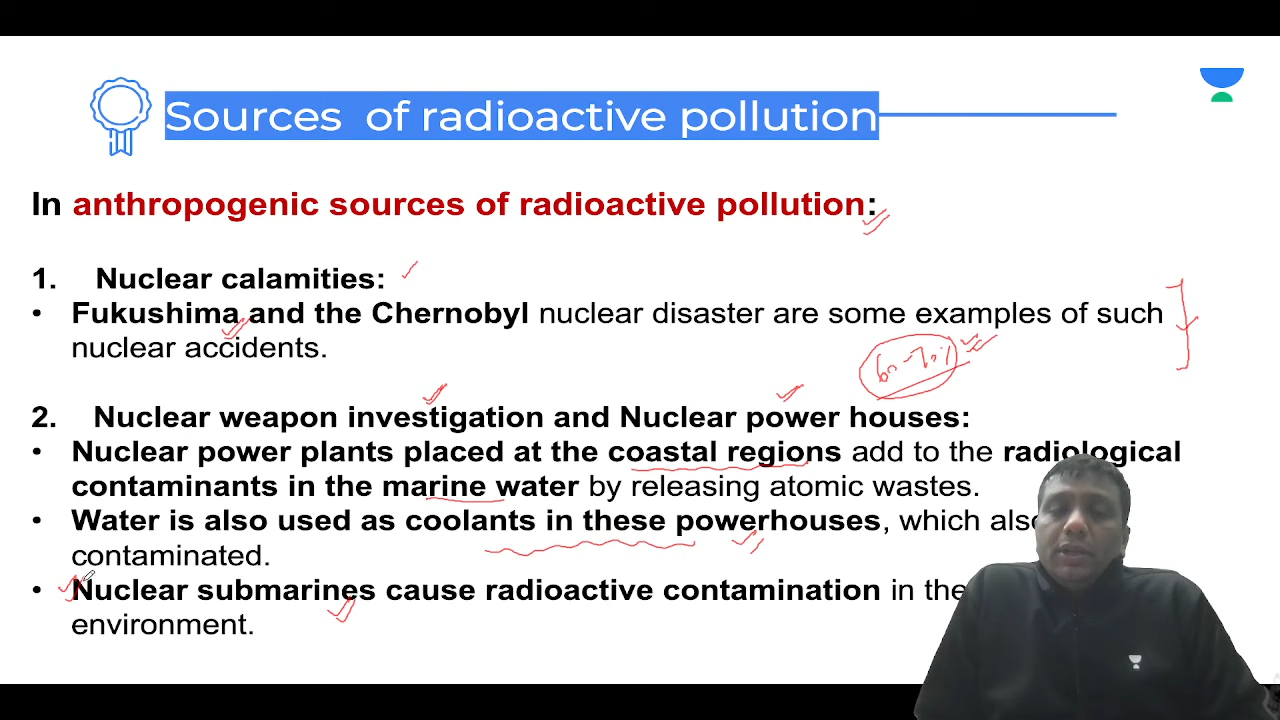 Sources of radioactive pollution
In anthropogenic sources of radioactive pollution:
1. Nuclear calamities:
• Fukushima and the Chernobyl nuclear disaster are some examples of such
nuclear accidents.
60-70%
2. Nuclear weapon investigation and Nuclear power houses:
• Nuclear power plants placed at the coastal regions add to the radiological
contaminants in the marine water by releasing atomic wastes.
• Water is also used as coolants in these powerhouses, which also
contaminated.
• Nuclear submarines cause radioactive contamination in the
environment.